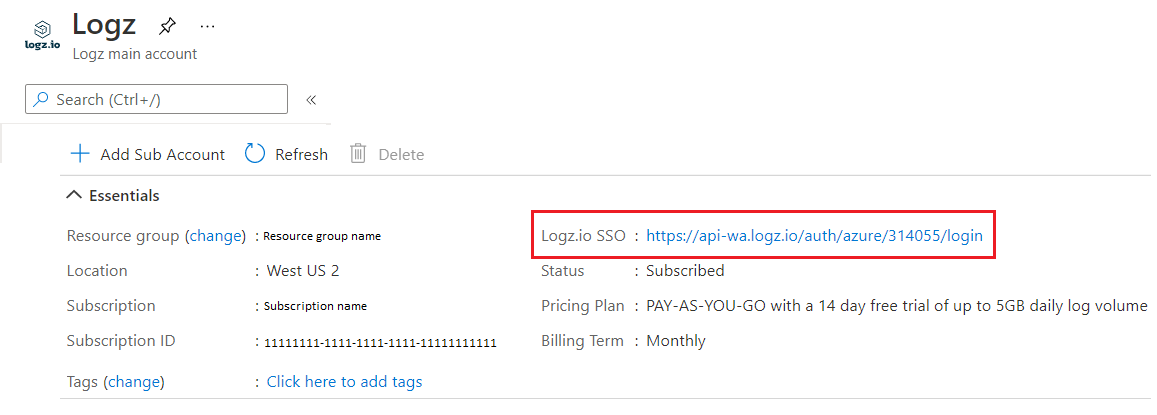 Logz ...
logz.io
Logz main account
Search (Ctrl+/) «
Add Sub Account Refresh Delete
Essentials
Resource group (change) : Resource group name
Location : West US 2
Subscription : Subscription name
Subscription ID : 11111111-1111-1111-1111-11111111111
Tags (change) : Click here to add tags
Logz.io SSO : https://api-wa.logz.io/auth/azure/314055/login
Status : Subscribed
Pricing Plan : PAY-AS-YOU-GO with a 14 day free trial of up to 5GB daily log volume
Billing Term : Monthly